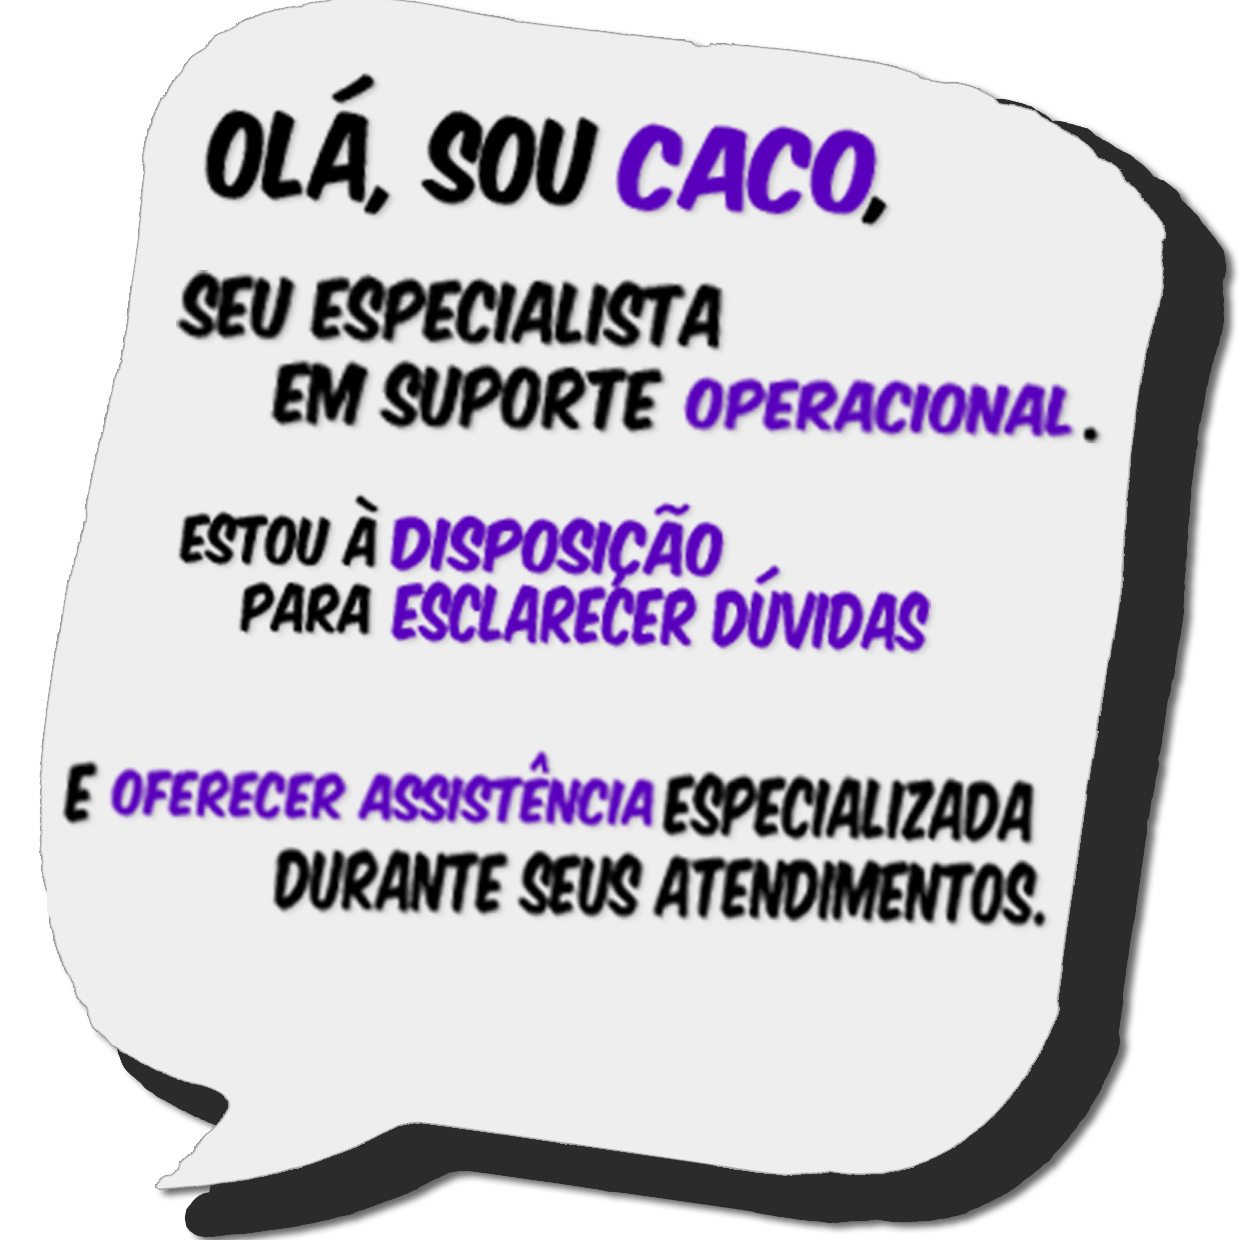 OLÁ, SOU CACO,
SEU ESPECIALISTA
EM SUPORTE OPERACIONAL.
ESTOU À DISPOSIÇÃO
PARA ESCLARECER DÚVIDAS
E OFERECER ASSISTÊNCIA ESPECIALIZADA
DURANTE SEUS ATENDIMENTOS.